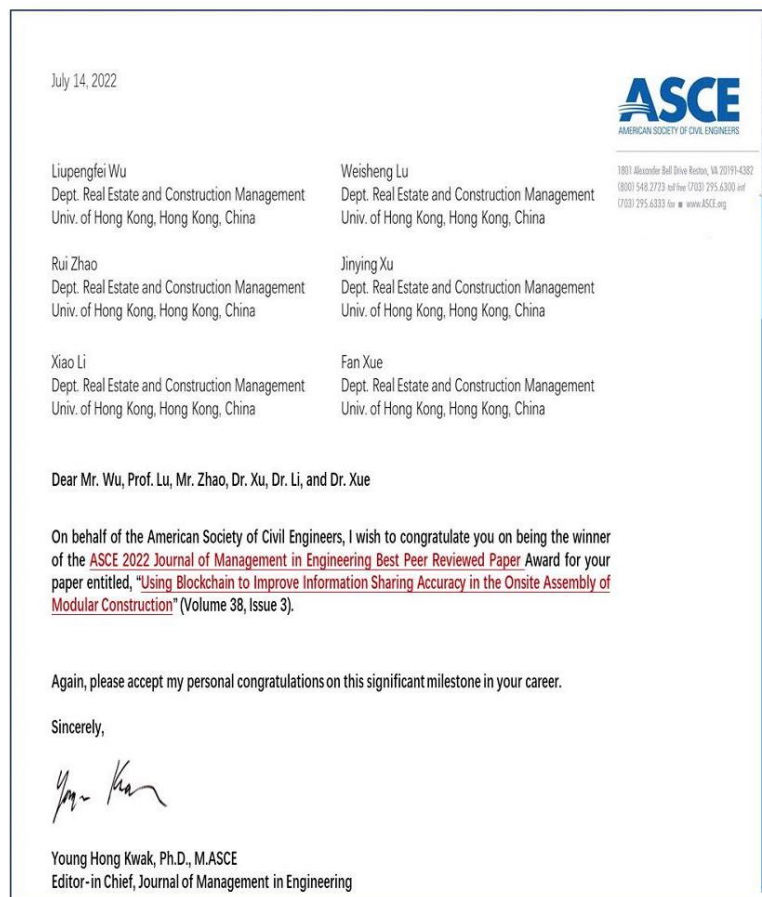 July 14, 2022
ASCE
AMERICAN SOCIETY OF CIVIL ENGINEERS
1801 Alexander Bell Drive Reston, VA 20191-4382
(800) 548.2723 toll free (703) 295.6300 intl
(703) 295.6333 fax ■ www.ASCE.org
Liupengfei Wu
Dept. Real Estate and Construction Management
Univ. of Hong Kong, Hong Kong, China
Weisheng Lu
Dept. Real Estate and Construction Management
Univ. of Hong Kong, Hong Kong, China
Rui Zhao
Dept. Real Estate and Construction Management
Univ. of Hong Kong, Hong Kong, China
Jinying Xu
Dept. Real Estate and Construction Management
Univ. of Hong Kong, Hong Kong, China
Xiao Li
Dept. Real Estate and Construction Management
Univ. of Hong Kong, Hong Kong, China
Fan Xue
Dept. Real Estate and Construction Management
Univ. of Hong Kong, Hong Kong, China
Dear Mr. Wu, Prof. Lu, Mr. Zhao, Dr. Xu, Dr. Li, and Dr. Xue
On behalf of the American Society of Civil Engineers, I wish to congratulate you on being the winner
of the ASCE 2022 Journal of Management in Engineering Best Peer Reviewed Paper Award for your
paper entitled, “Using Blockchain to Improve Information Sharing Accuracy in the Onsite Assembly of
Modular Construction” (Volume 38, Issue 3).
Again, please accept my personal congratulations on this significant milestone in your career.
Sincerely,
Young Hong Kwak, Ph.D., M.ASCE
Editor-in Chief, Journal of Management in Engineering